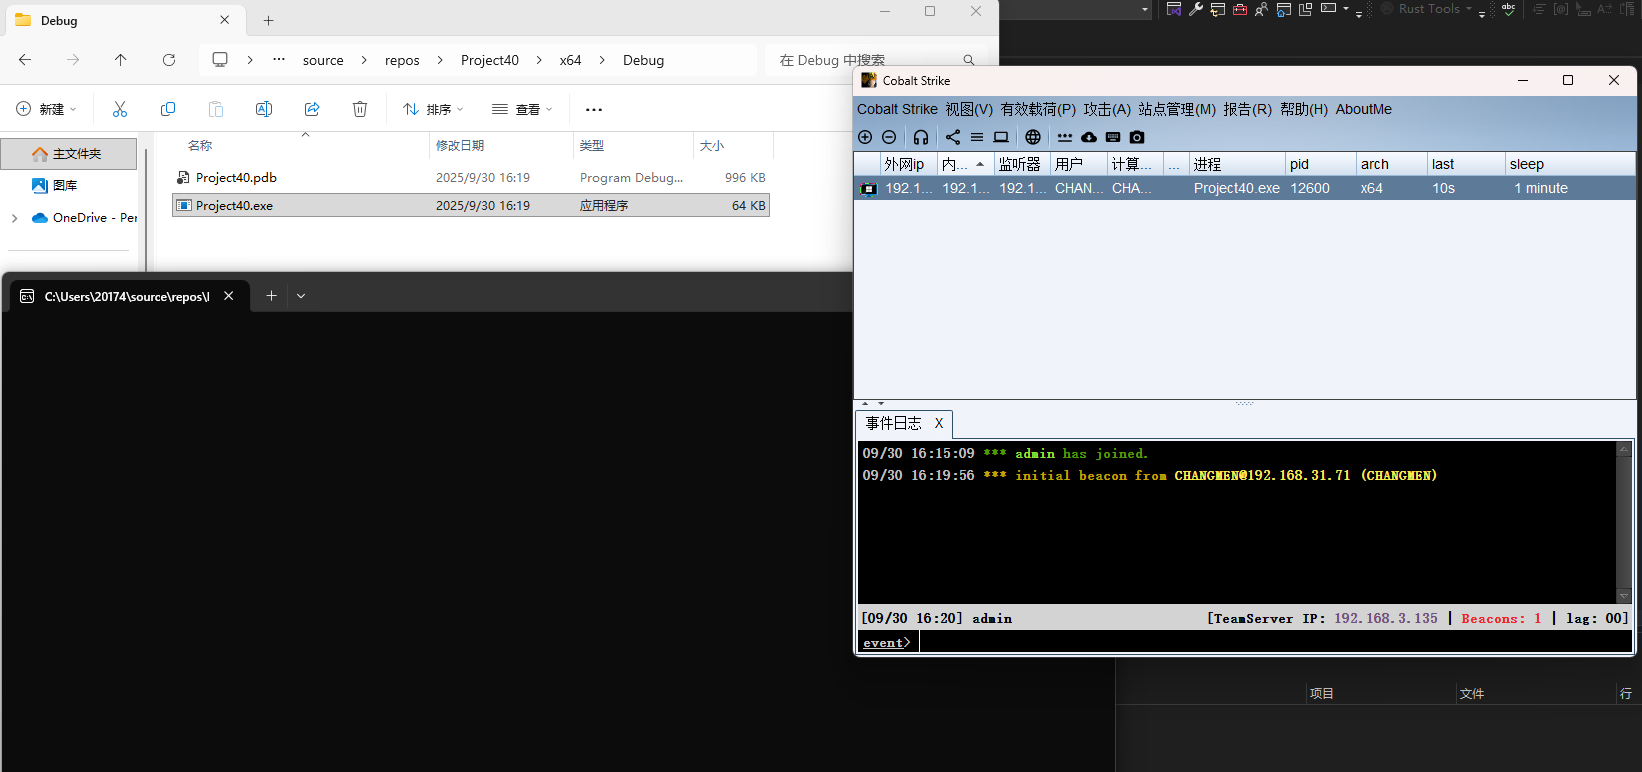 Debug
Rust Tools
abc
source
repos
Project40
x64
Debug
在 Debug 中搜索
新建
排序
查看
主文件夹
图库
OneDrive - Per
名称
修改日期
类型
大小
Project40.pdb
2025/9/30 16:19
Program Debug...
996 KB
Project40.exe
2025/9/30 16:19
应用程序
64 KB
C:\Users\20174\source\repos\I
Cobalt Strike
Cobalt Strike 视图(V) 有效载荷(P) 攻击(A) 站点管理(M) 报告(R) 帮助(H) AboutMe
外网ip 内... 监听器 用户 计算... ... 进程 pid arch last sleep
192.1... 192.1... 192.1... CHAN... CHA... Project40.exe 12600 x64 10s 1 minute
事件日志 X
09/30 16:15:09 *** admin has joined.
09/30 16:19:56 *** initial beacon from CHANGMEN@192.168.31.71 (CHANGMEN)
[09/30 16:20] admin [TeamServer IP: 192.168.3.135 | Beacons: 1 | lag: 00]
event>
项目
文件
行